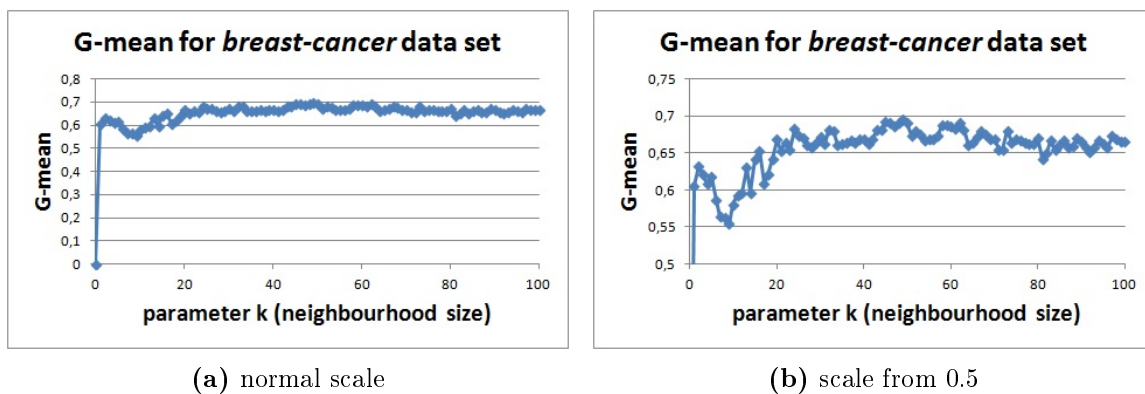 G-mean for breast-cancer data set
0,8
0,7
0,6
0,5
0,4
0,3
0,2
0,1
0
G-mean
0 20 40 60 80 100
parameter k (neighbourhood size)
(a) normal scale
G-mean for breast-cancer data set
0,75
0,7
0,65
0,6
0,55
0,5
G-mean
0 20 40 60 80 100
parameter k (neighbourhood size)
(b) scale from 0.5